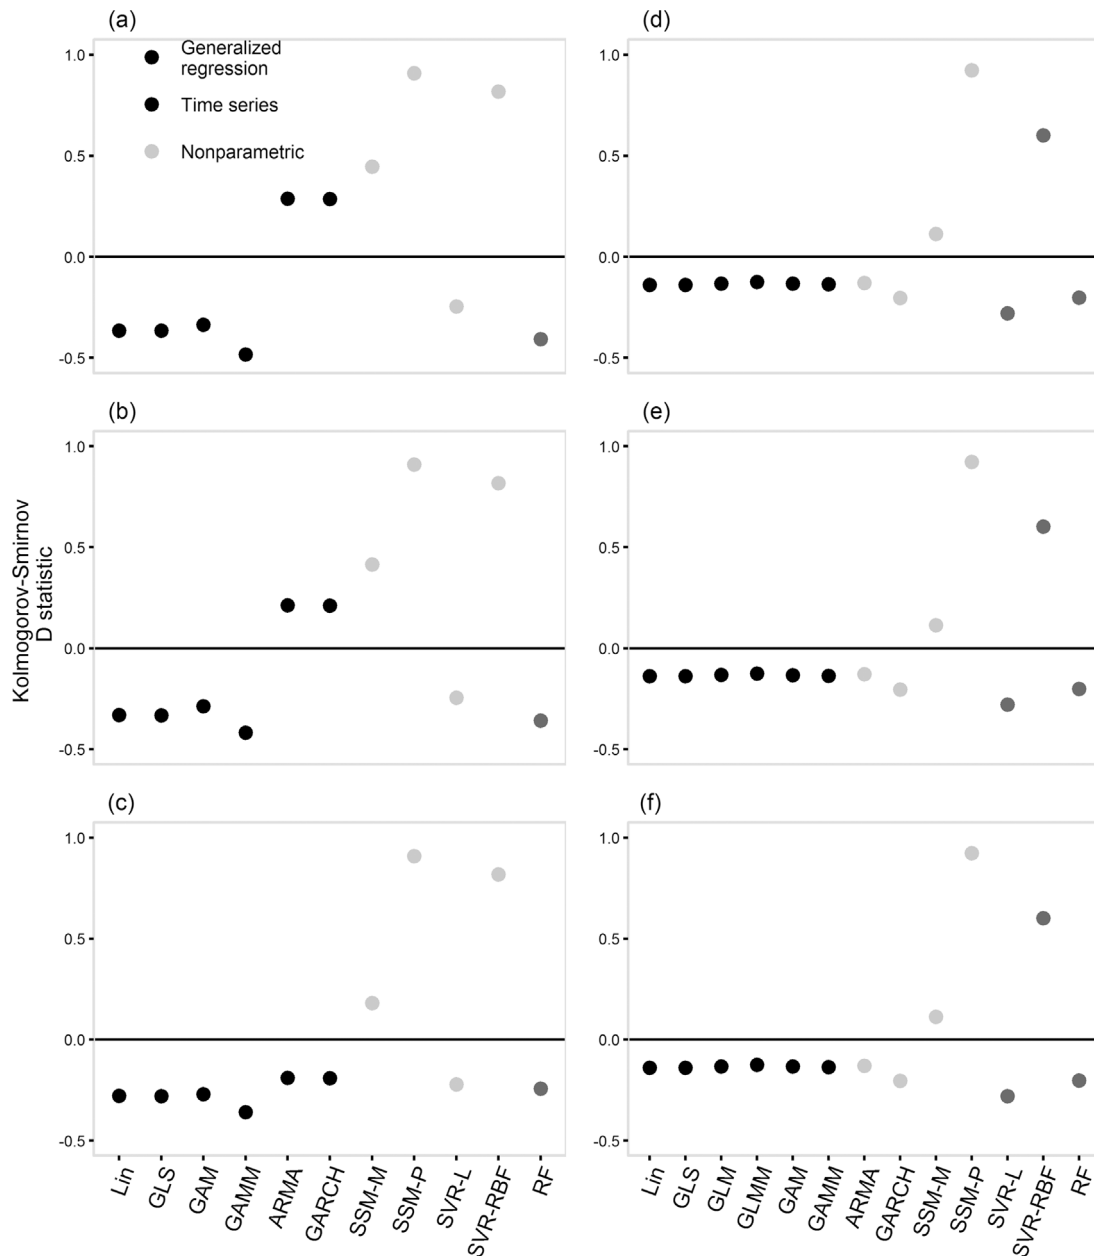 (a)
1.0
0.5
0.0
-0.5
Generalized
regression
Time series
Nonparametric
(d)
1.0
0.5
0.0
-0.5
(b)
1.0
0.5
0.0
-0.5
(e)
1.0
0.5
0.0
-0.5
Kolmogorov-Smirnov
D statistic
(c)
1.0
0.5
0.0
-0.5
Lin
GLS
GAM
GAMM
ARMA
GARCH
SSM-M
SSM-P
SVR-L
SVR-RBF
RF
(f)
1.0
0.5
0.0
-0.5
Lin
GLS
GLM
GLMM
GAM
GAMM
ARMA
GARCH
SSM-M
SSM-P
SVR-L
SVR-RBF
RF